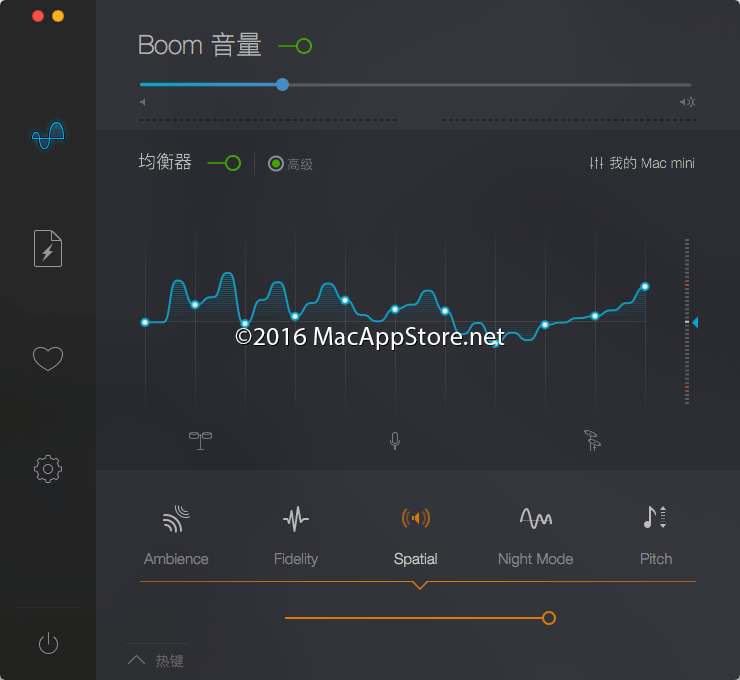 Boom 音量
均衡器
高级
我的 Mac mini
©2016 MacAppStore.net
Ambience
Fidelity
Spatial
Night Mode
Pitch
热键